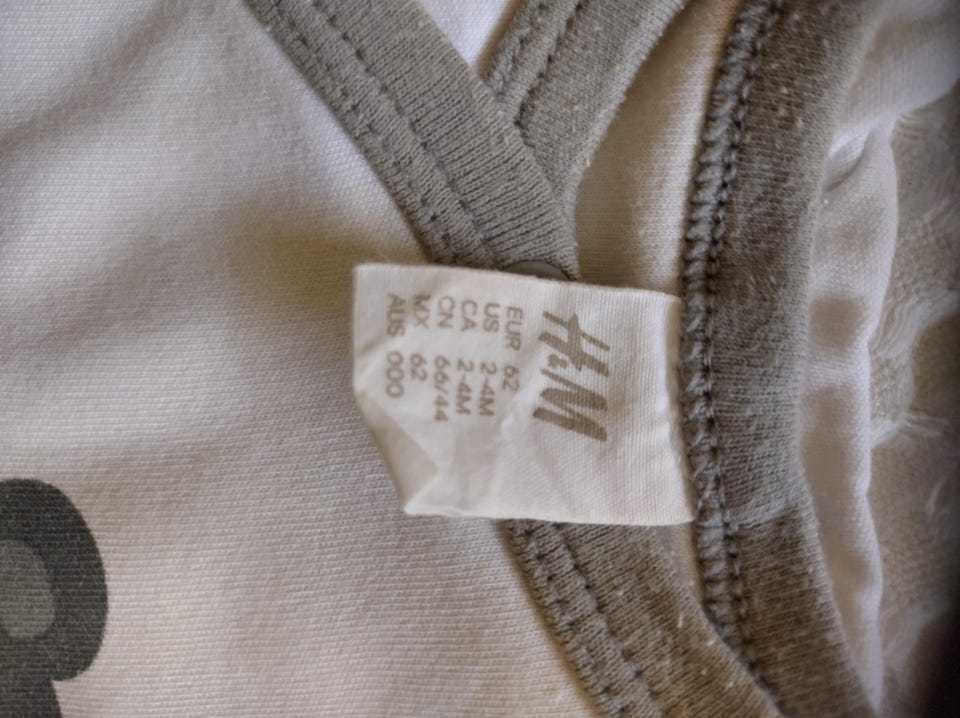 H&M
EUR 62
US 2-4M
CA 2-4M
CN 66/44
MX 62
AUS 000